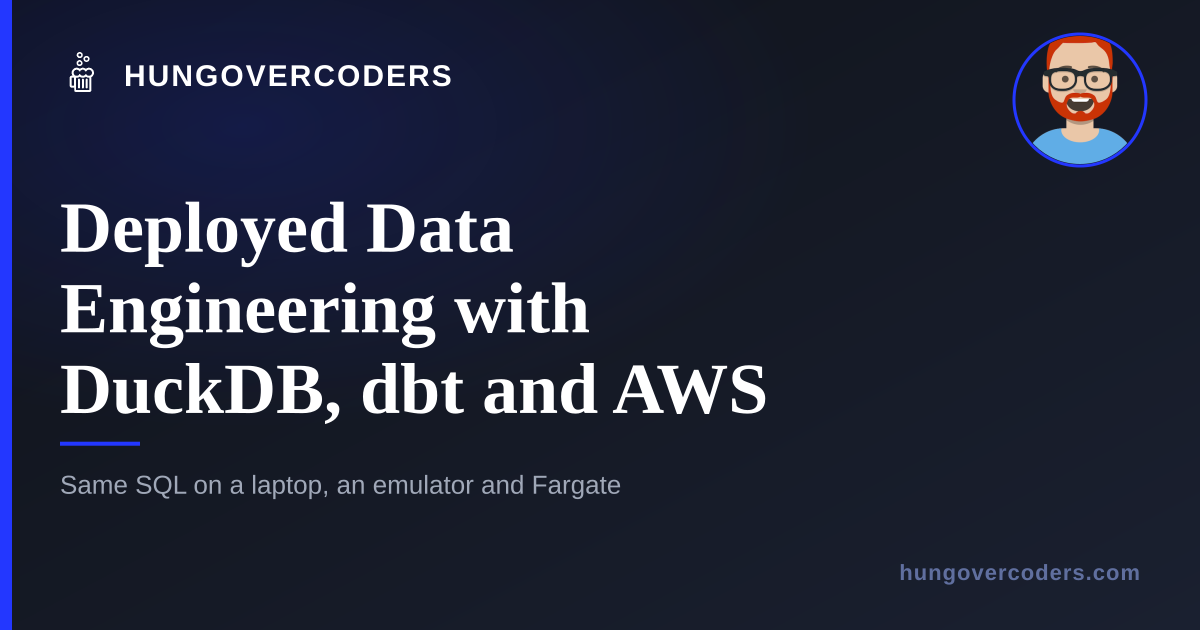 HUNGOVERCODERS
Deployed Data
Engineering with
DuckDB, dbt and AWS
Same SQL on a laptop, an emulator and Fargate
hungovercoders.com